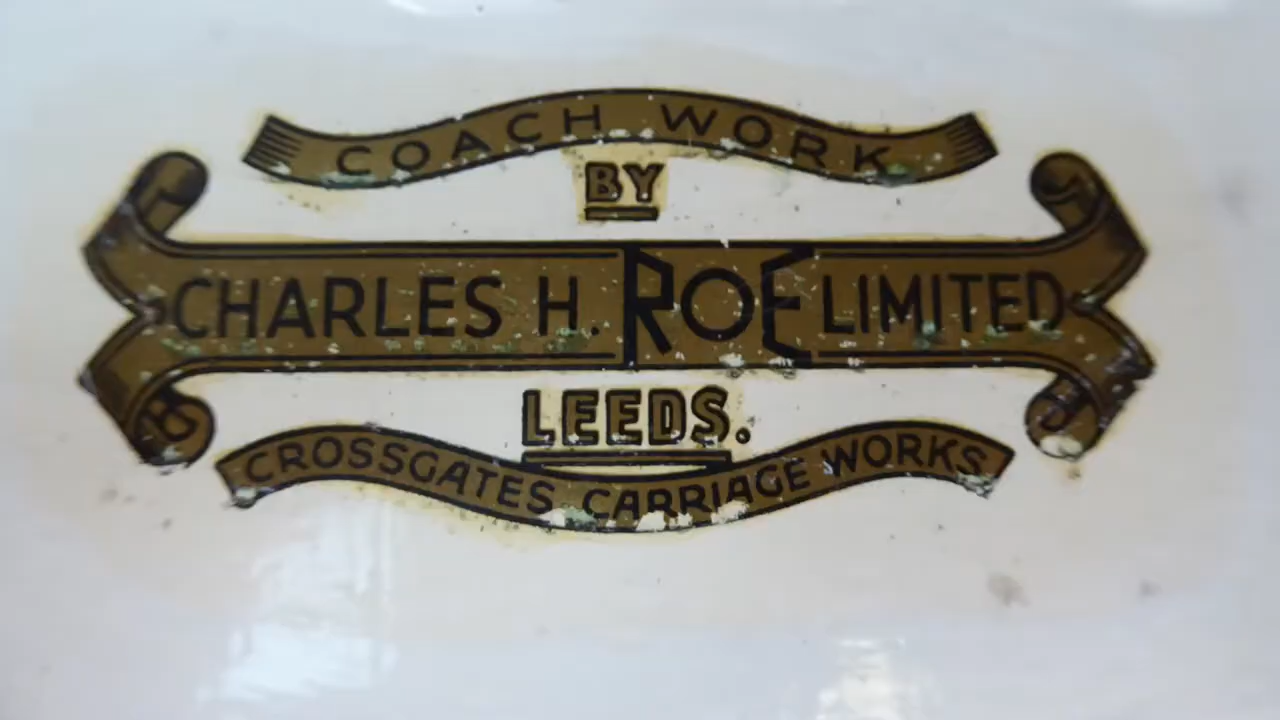 COACH WORK
BY
CHARLES H. ROE LIMITED
LEEDS.
CROSSGATES CARRIAGE WORKS